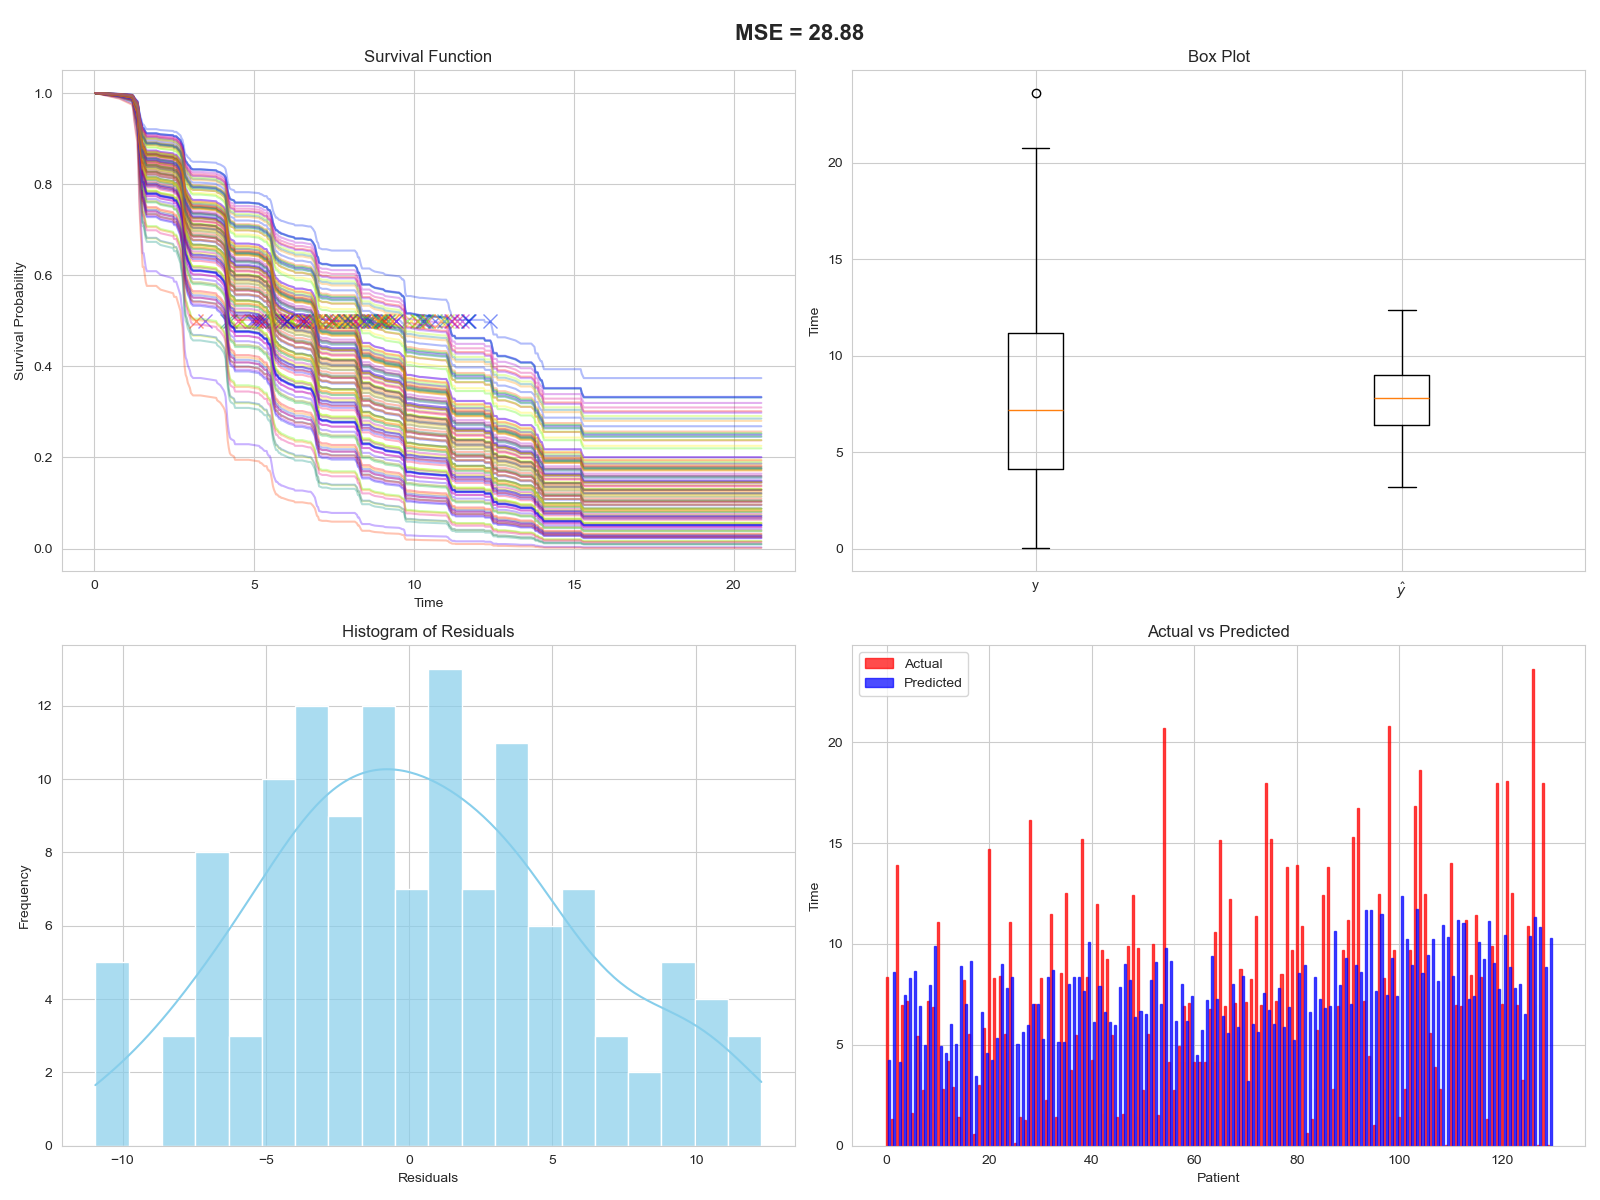 MSE = 28.88
Survival Function
1.0
0.8
0.6
0.4
0.2
0.0
Survival Probability
0
5
10
15
20
Time
Box Plot
20
15
10
5
0
Time
y
ŷ
Histogram of Residuals
12
10
8
6
4
2
0
Frequency
−10
−5
0
5
10
Residuals
Actual vs Predicted
Actual
Predicted
20
15
10
5
0
Time
0
20
40
60
80
100
120
Patient